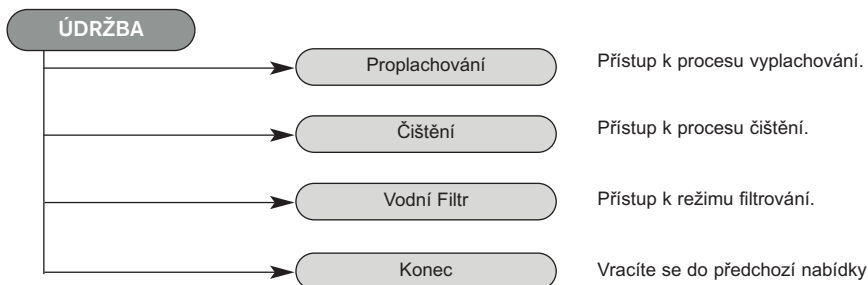 ÚDRŽBA
Proplachování Přístup k procesu vyplachování.
Čištění Přístup k procesu čištění.
Vodní Filtr Přístup k režimu filtrování.
Konec Vracíte se do předchozí nabídky